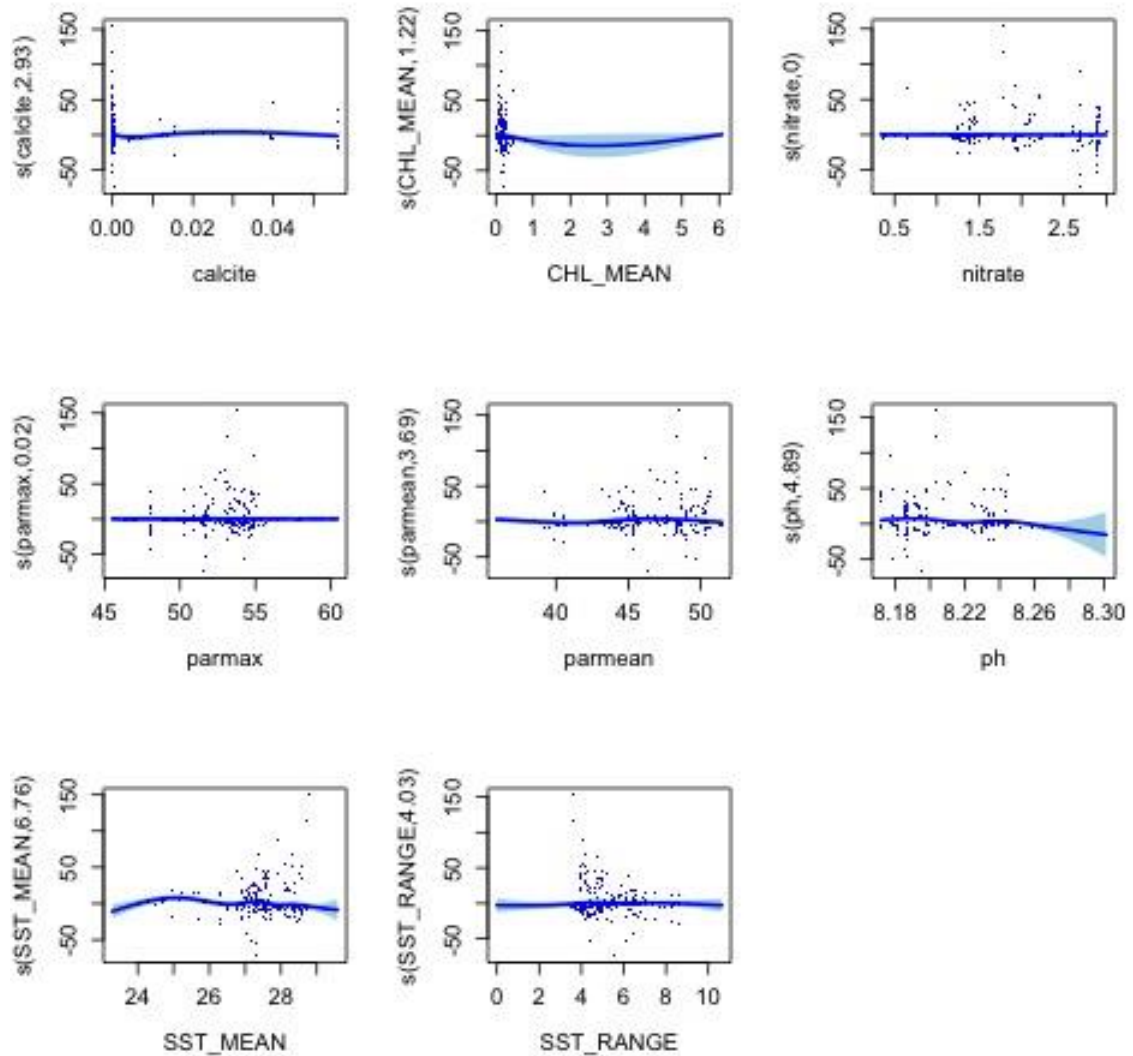 s(calcite,2.93)
-50 50 150
0.00 0.02 0.04
calcite
s(CHL_MEAN,1.22)
-50 50 150
0 1 2 3 4 5 6
CHL_MEAN
s(nitrate,0)
-50 50 150
0.5 1.5 2.5
nitrate
s(parmax,0.02)
-50 50 150
45 50 55 60
parmax
s(parmean,3.69)
-50 50 150
40 45 50
parmean
s(ph,4.89)
-50 50 150
8.18 8.22 8.26 8.30
ph
s(SST_MEAN,6.76)
-50 50 150
24 26 28
SST_MEAN
s(SST_RANGE,4.03)
-50 50 150
0 2 4 6 8 10
SST_RANGE